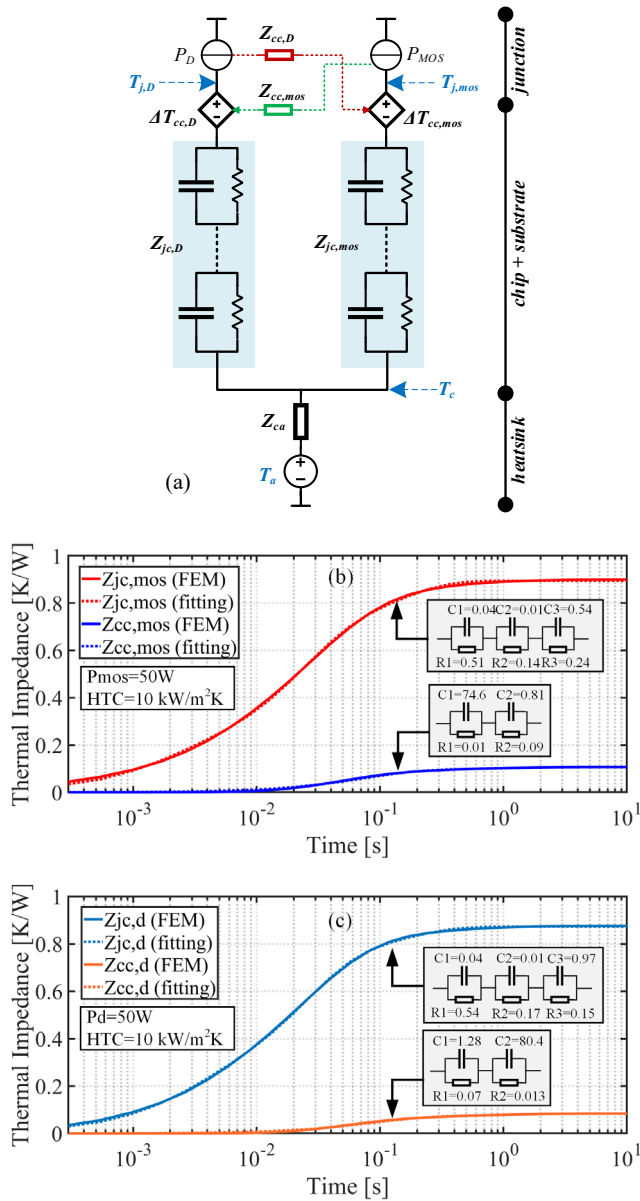 Z_cc,D
P_D
P_MOS
T_j,D
T_j,mos
Z_cc,mos
ΔT_cc,D
ΔT_cc,mos
Z_jc,D
Z_jc,mos
T_c
Z_ca
T_a
(a)
junction
chip + substrate
heatsink
(b)
Thermal Impedance [K/W]
1
0.8
0.6
0.4
0.2
0
Zjc,mos (FEM)
Zjc,mos (fitting)
Zcc,mos (FEM)
Zcc,mos (fitting)
Pmos=50W
HTC=10 kW/m²K
C1=0.04 C2=0.01 C3=0.54
R1=0.51 R2=0.14 R3=0.24
C1=74.6 C2=0.81
R1=0.01 R2=0.09
10⁻³ 10⁻² 10⁻¹ 10⁰ 10¹
Time [s]
(c)
Thermal Impedance [K/W]
1
0.8
0.6
0.4
0.2
0
Zjc,d (FEM)
Zjc,d (fitting)
Zcc,d (FEM)
Zcc,d (fitting)
Pd=50W
HTC=10 kW/m²K
C1=0.04 C2=0.01 C3=0.97
R1=0.54 R2=0.17 R3=0.15
C1=1.28 C2=80.4
R1=0.07 R2=0.013
10⁻³ 10⁻² 10⁻¹ 10⁰ 10¹
Time [s]